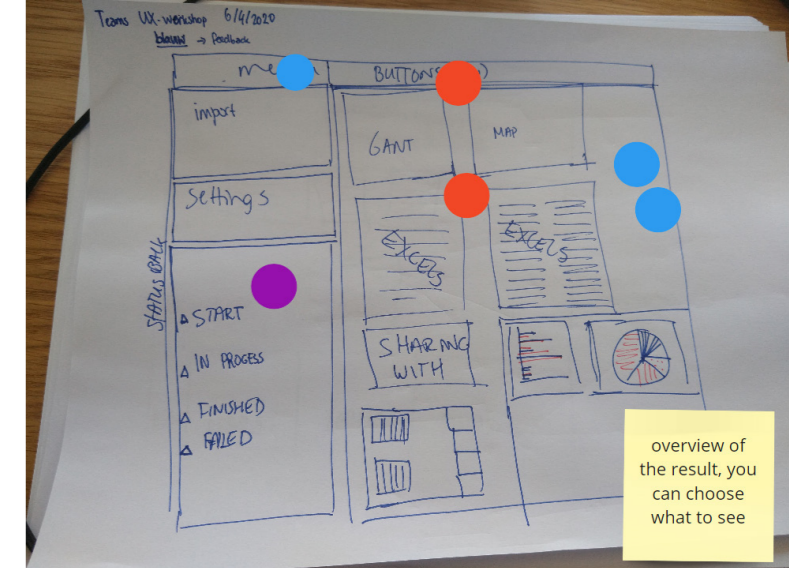 Teams UX-workshop 6/4/2020
→ feedback
BUTTONS
import
GANT
MAP
settings
EXCELS
EXCELS
STATUS
START
IN PROGESS
FINISHED
FAILED
SHARING
WITH
overview of
the result, you
can choose
what to see